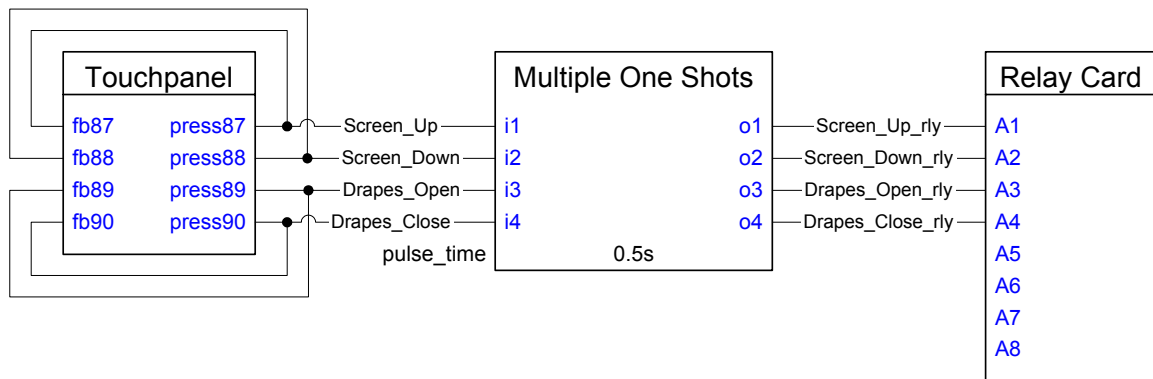 Touchpanel
fb87 press87
fb88 press88
fb89 press89
fb90 press90
Screen_Up
Screen_Down
Drapes_Open
Drapes_Close
Multiple One Shots
i1 o1
i2 o2
i3 o3
i4 o4
pulse_time 0.5s
Screen_Up_rly
Screen_Down_rly
Drapes_Open_rly
Drapes_Close_rly
Relay Card
A1
A2
A3
A4
A5
A6
A7
A8